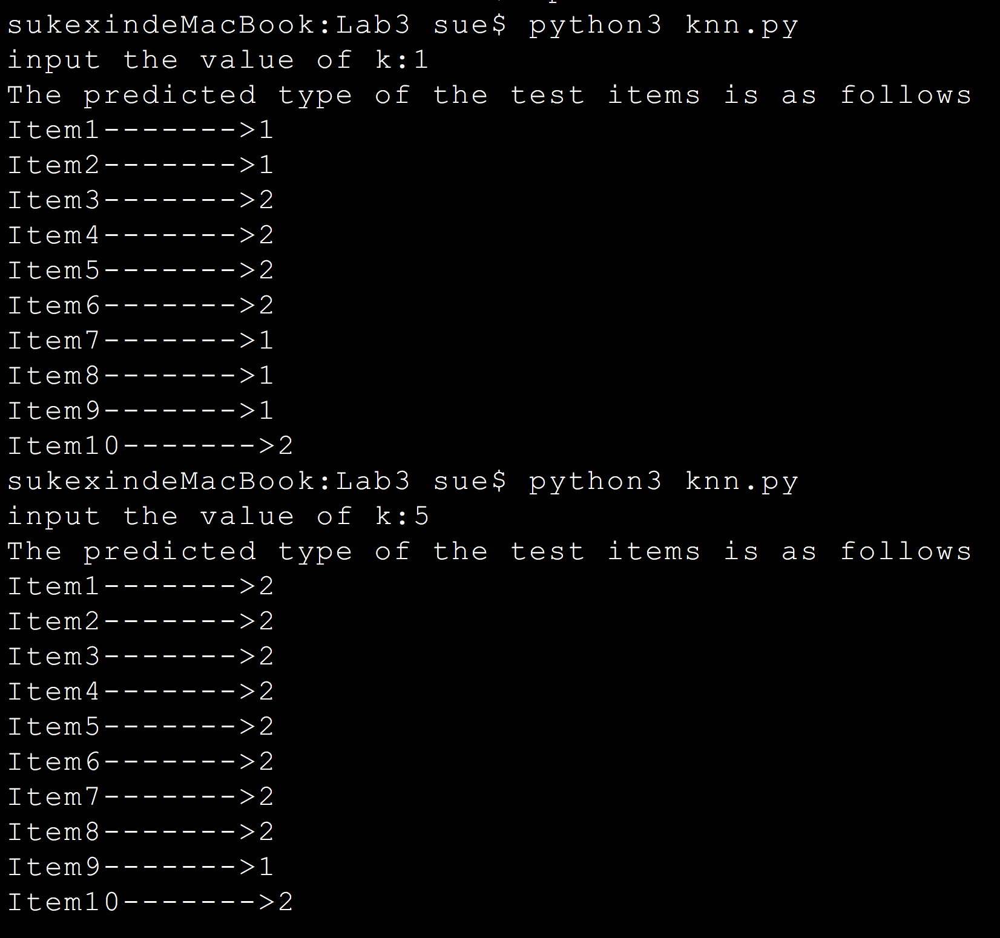 sukexindeMacBook:Lab3 sue$ python3 knn.py
input the value of k:1
The predicted type of the test items is as follows
Item1------->1
Item2------->1
Item3------->2
Item4------->2
Item5------->2
Item6------->2
Item7------->1
Item8------->1
Item9------->1
Item10------->2
sukexindeMacBook:Lab3 sue$ python3 knn.py
input the value of k:5
The predicted type of the test items is as follows
Item1------->2
Item2------->2
Item3------->2
Item4------->2
Item5------->2
Item6------->2
Item7------->2
Item8------->2
Item9------->1
Item10------->2